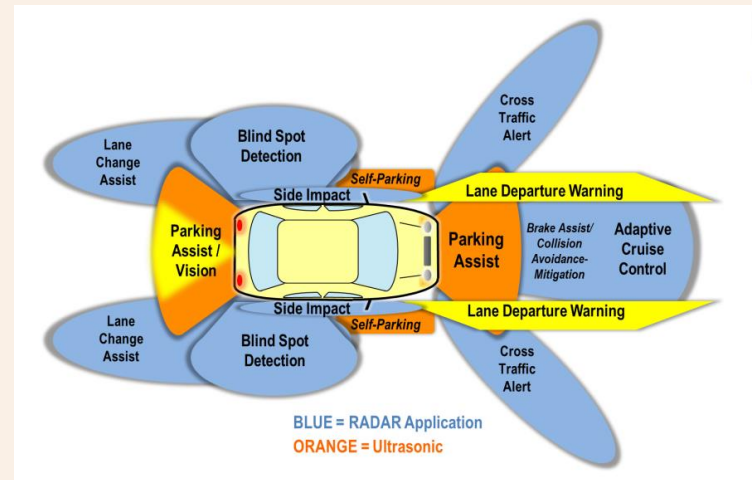 Cross
Traffic
Alert
Lane
Change
Assist
Blind Spot
Detection
Self-Parking
Side Impact
Lane Departure Warning
Parking
Assist /
Vision
Parking
Assist
Brake Assist/
Collision
Avoidance-
Mitigation
Adaptive
Cruise
Control
Side Impact
Lane Departure Warning
Self-Parking
Lane
Change
Assist
Blind Spot
Detection
Cross
Traffic
Alert
BLUE = RADAR Application
ORANGE = Ultrasonic